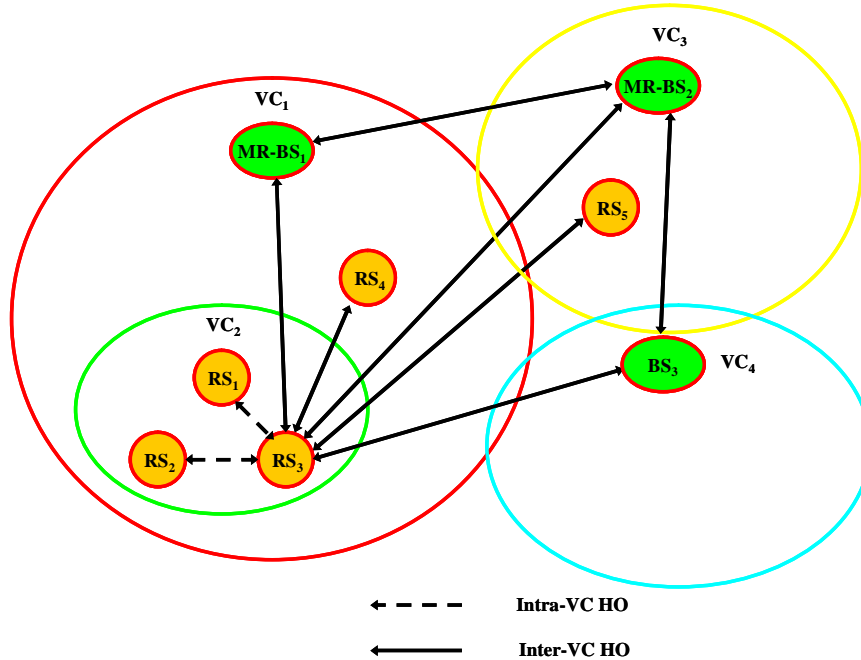 VC3
MR-BS2
VC1
MR-BS1
RS5
RS4
VC2
BS3
VC4
RS1
RS2
RS3
Intra-VC HO
Inter-VC HO